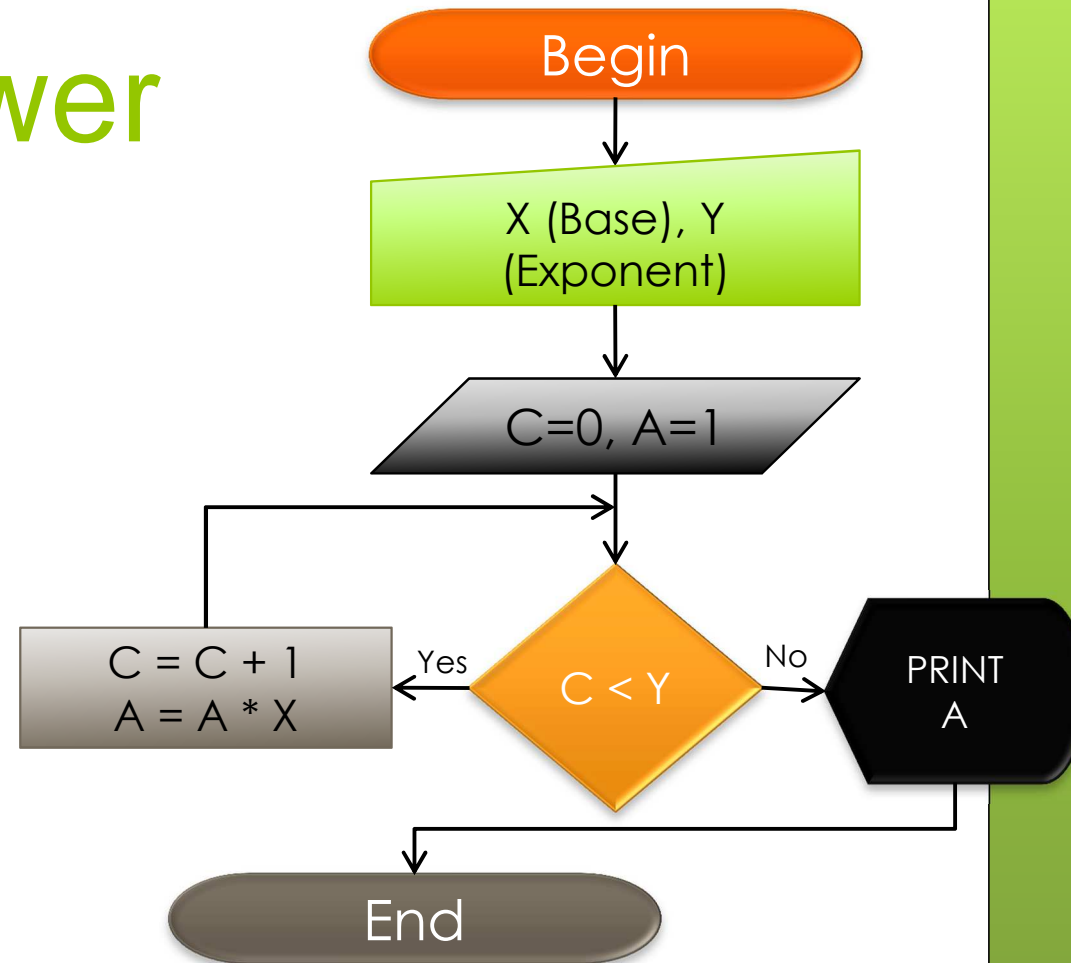 wer
Begin
X (Base), Y
(Exponent)
C=0, A=1
C = C + 1
A = A * X
Yes
C < Y
No
PRINT
A
End